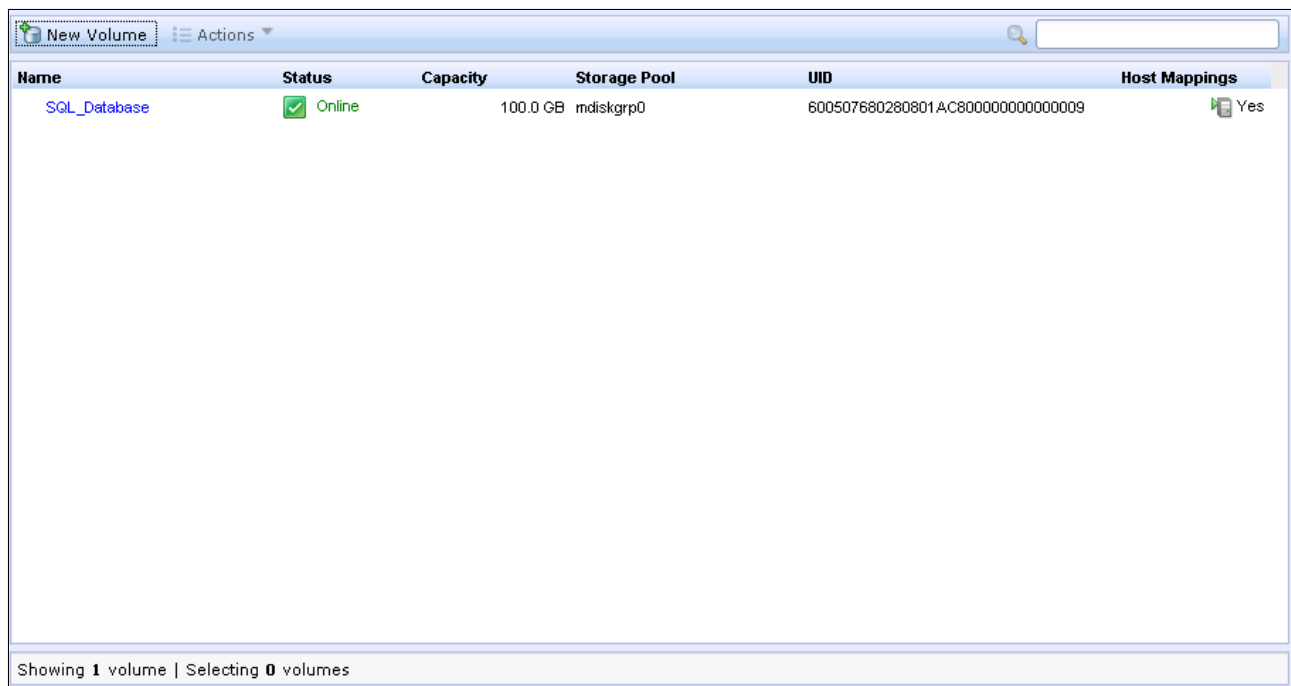 New Volume Actions
Name Status Capacity Storage Pool UID Host Mappings
SQL_Database Online 100.0 GB mdiskgrp0 600507680280801AC800000000000009 Yes
Showing 1 volume | Selecting 0 volumes